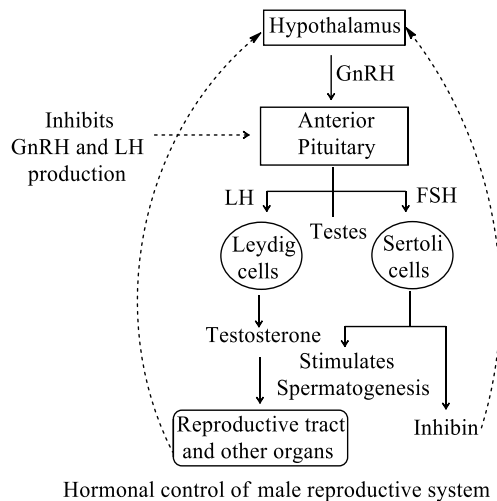 Hypothalamus
GnRH
Inhibits
GnRH and LH
production
Anterior
Pituitary
LH
FSH
Testes
Leydig
cells
Sertoli
cells
Testosterone
Stimulates
Spermatogenesis
Reproductive tract
and other organs
Inhibin
Hormonal control of male reproductive system